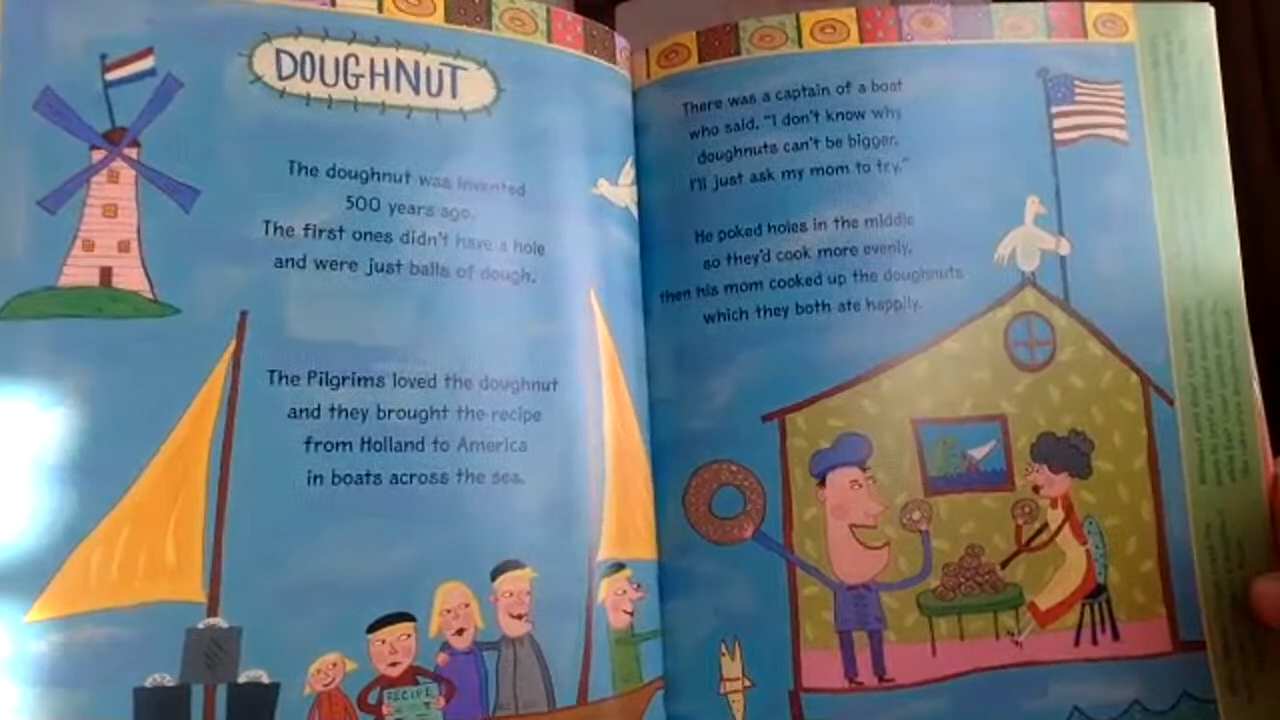 DOUGHNUT
The doughnut was invented
500 years ago.
The first ones didn't have a hole
and were just balls of dough.
The Pilgrims loved the doughnut
and they brought the recipe
from Holland to America
in boats across the sea.
RECIPE
There was a captain of a boat
who said, "I don't know why
doughnuts can't be bigger.
I'll just ask my mom to try."
He poked holes in the middle
so they'd cook more evenly,
then his mom cooked up the doughnuts
which they both ate happily.